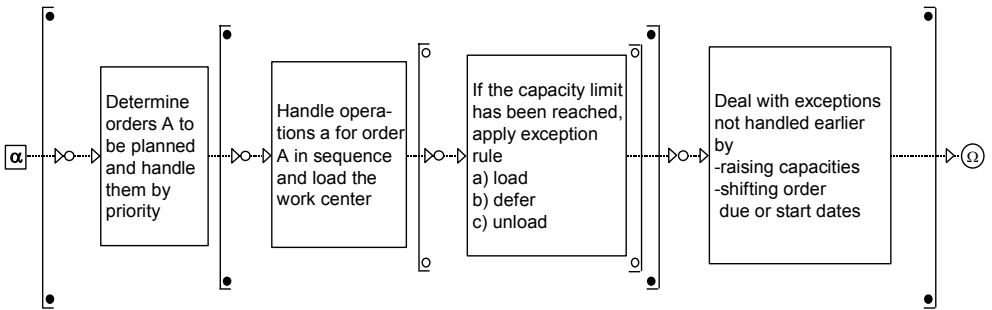 α
Determine
orders A to
be planned
and handle
them by
priority
Handle opera-
tions a for order
A in sequence
and load the
work center
If the capacity limit
has been reached,
apply exception
rule
a) load
b) defer
c) unload
Deal with exceptions
not handled earlier
by
-raising capacities
-shifting order
due or start dates
Ω